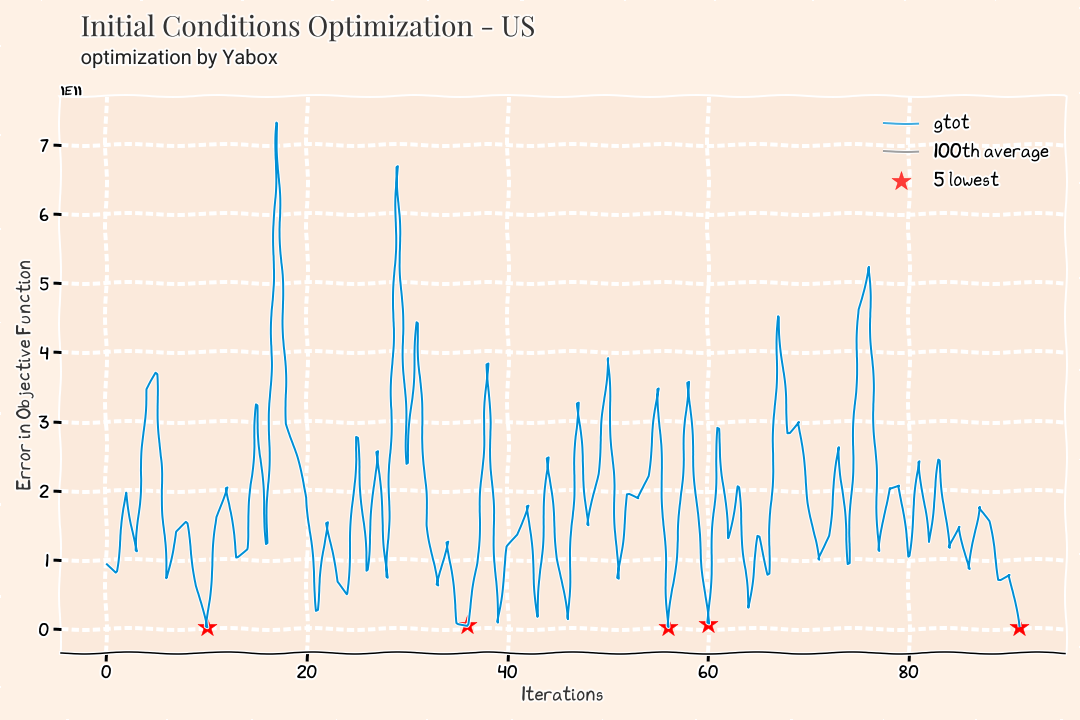 Initial Conditions Optimization - US
optimization by Yabox
1E11
gtot
100th average
5 lowest
7
6
5
4
3
2
1
0
Error in Objective Function
0 20 40 60 80
Iterations